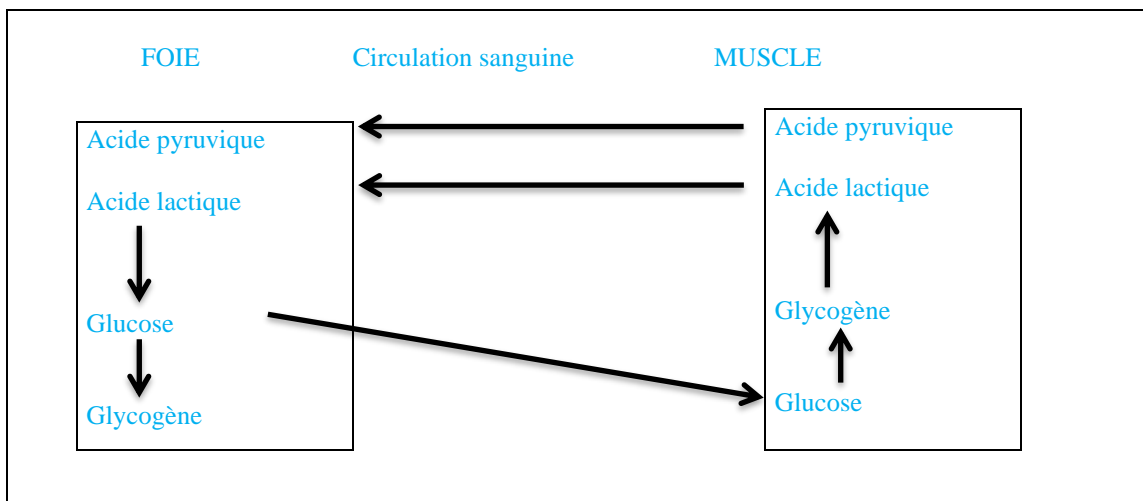 FOIE Circulation sanguine MUSCLE
Acide pyruvique
Acide lactique
Glucose
Glycogène
Acide pyruvique
Acide lactique
Glycogène
Glucose